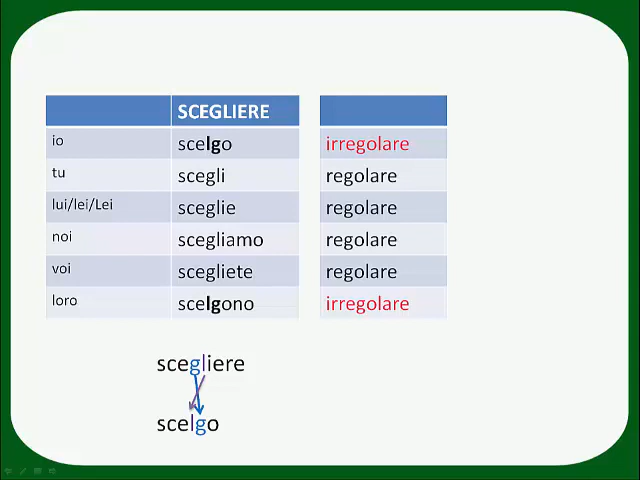 SCEGLIERE
io scelgo irregolare
tu scegli regolare
lui/lei/Lei sceglie regolare
noi scegliamo regolare
voi scegliete regolare
loro scelgono irregolare
scegliere
scelgo